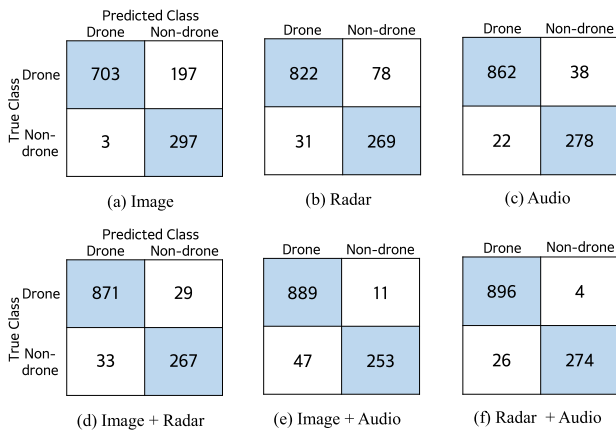 Predicted Class
Drone Non-drone
Drone Non-drone
Drone Non-drone
True Class
Drone
703 197
822 78
862 38
Non-
drone
3 297
31 269
22 278
(a) Image
(b) Radar
(c) Audio
Predicted Class
Drone Non-drone
Drone Non-drone
Drone Non-drone
True Class
Drone
871 29
889 11
896 4
Non-
drone
33 267
47 253
26 274
(d) Image + Radar
(e) Image + Audio
(f) Radar + Audio